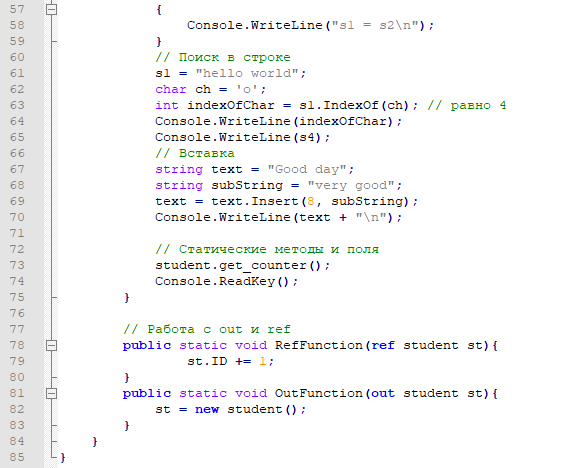 57 {
58 Console.WriteLine("s1 = s2\n");
59 }
60 // Поиск в строке
61 s1 = "hello world";
62 char ch = 'o';
63 int indexOfChar = s1.IndexOf(ch); // равно 4
64 Console.WriteLine(indexOfChar);
65 Console.WriteLine(s4);
66 // Вставка
67 string text = "Good day";
68 string subString = "very good";
69 text = text.Insert(8, subString);
70 Console.WriteLine(text + "\n");
71
72 // Статические методы и поля
73 student.get_counter();
74 Console.ReadKey();
75 }
76
77 // Работа с out и ref
78 public static void RefFunction(ref student st){
79 st.ID += 1;
80 }
81 public static void OutFunction(out student st){
82 st = new student();
83 }
84 }
85 }